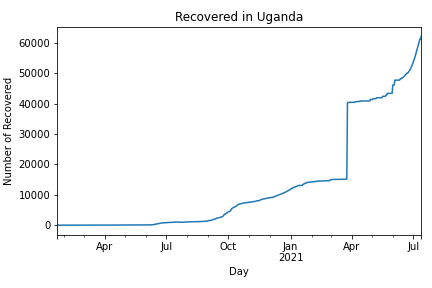 Recovered in Uganda
Number of Recovered
60000
50000
40000
30000
20000
10000
0
Apr Jul Oct Jan Apr Jul
2021
Day